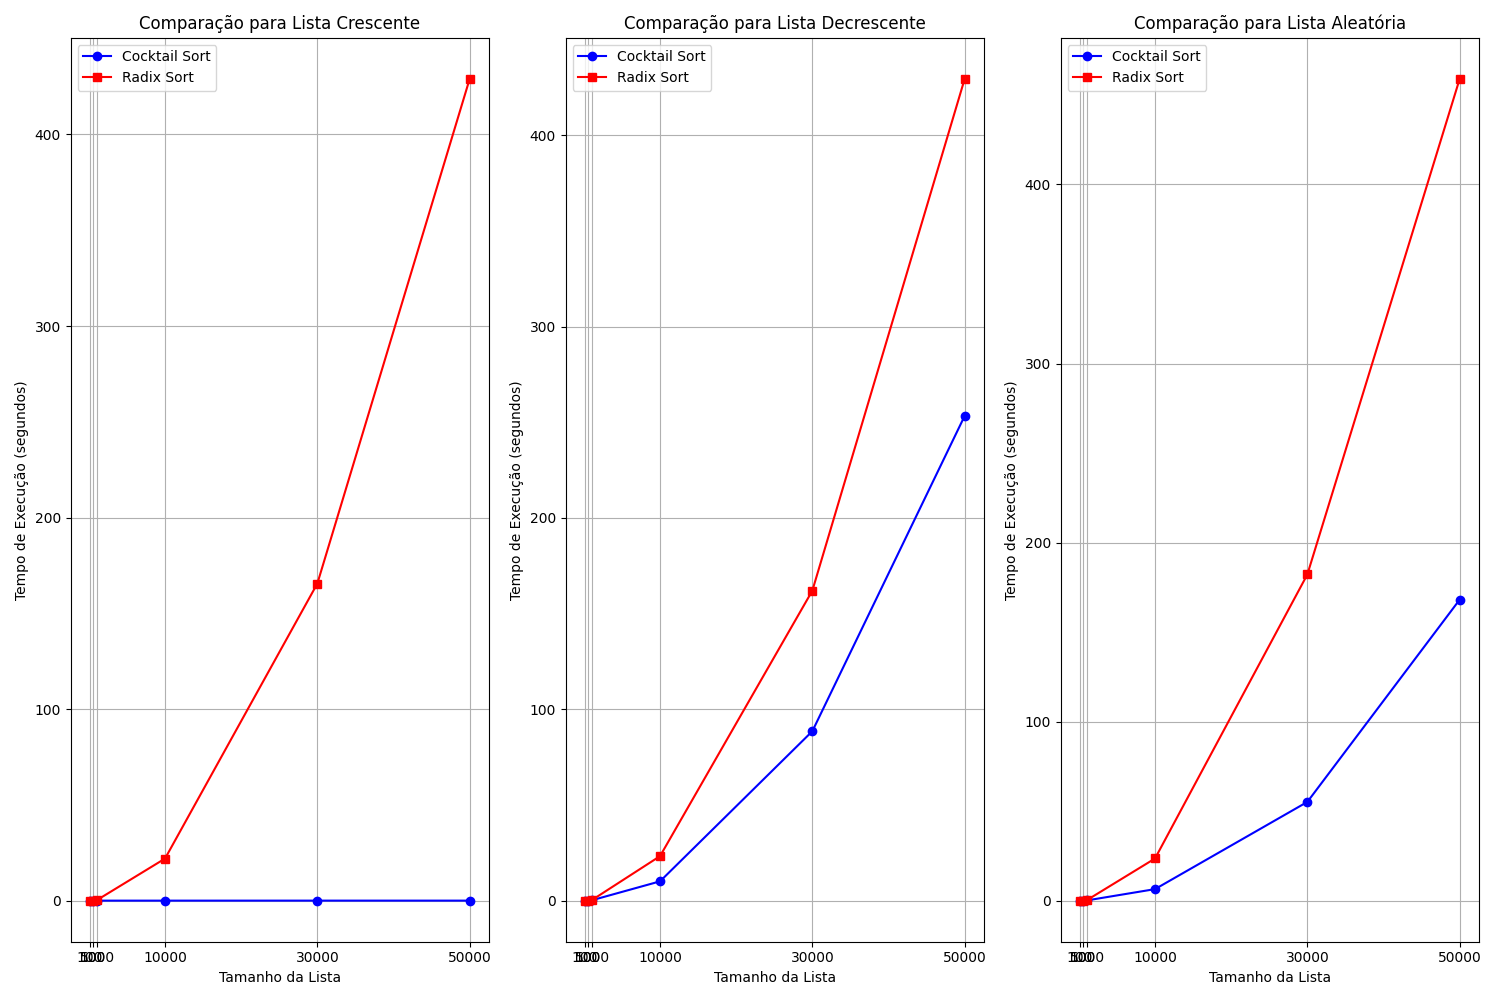 Comparação para Lista Crescente
Cocktail Sort
Radix Sort
400
300
200
100
0
Tempo de Execução (segundos)
10000
30000
50000
Tamanho da Lista
Comparação para Lista Decrescente
Cocktail Sort
Radix Sort
400
300
200
100
0
Tempo de Execução (segundos)
10000
30000
50000
Tamanho da Lista
Comparação para Lista Aleatória
Cocktail Sort
Radix Sort
400
300
200
100
0
Tempo de Execução (segundos)
10000
30000
50000
Tamanho da Lista